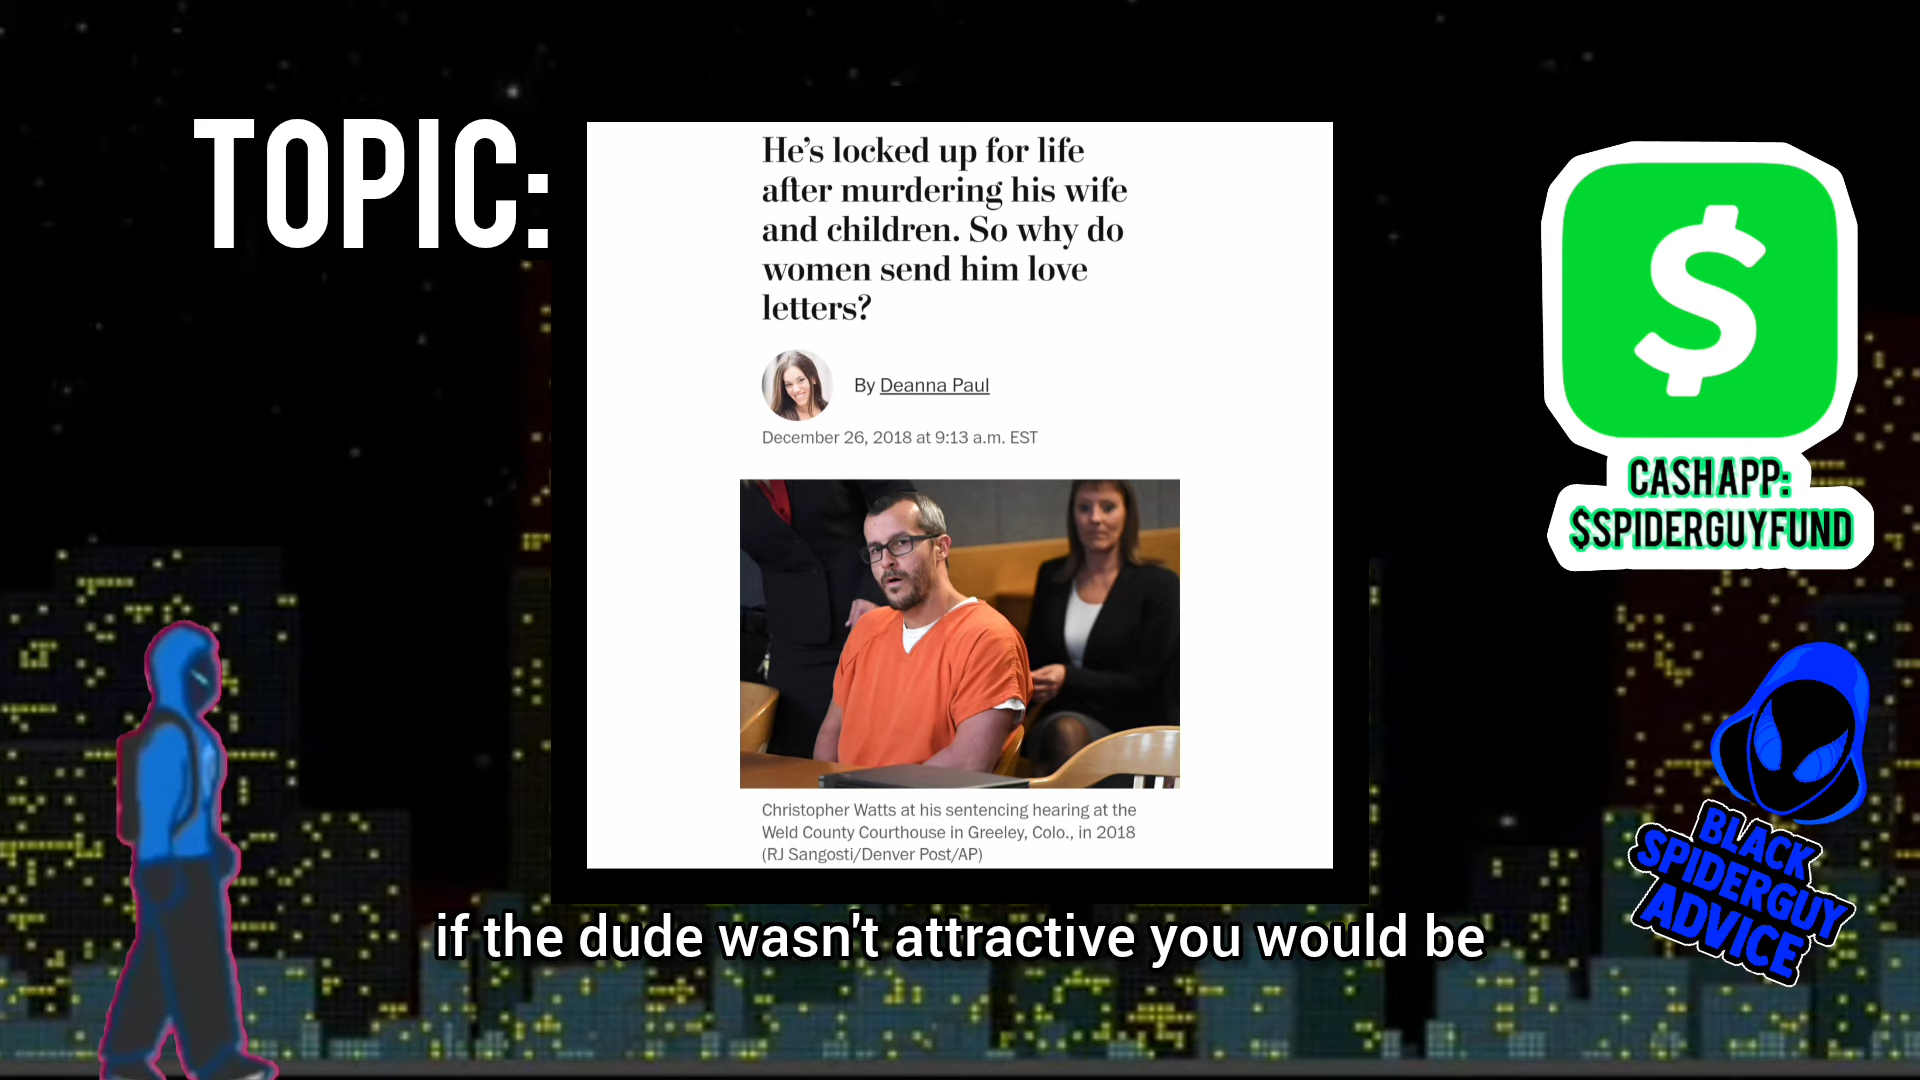 TOPIC:
He's locked up for life
after murdering his wife
and children. So why do
women send him love
letters?
By Deanna Paul
December 26, 2018 at 9:13 a.m. EST
Christopher Watts at his sentencing hearing at the
Weld County Courthouse in Greeley, Colo., in 2018
(RJ Sangosti/Denver Post/AP)
$
CASH APP:
$SPIDERGUYFUND
BLACK
SPIDERGUY
ADVICE
if the dude wasn't attractive you would be